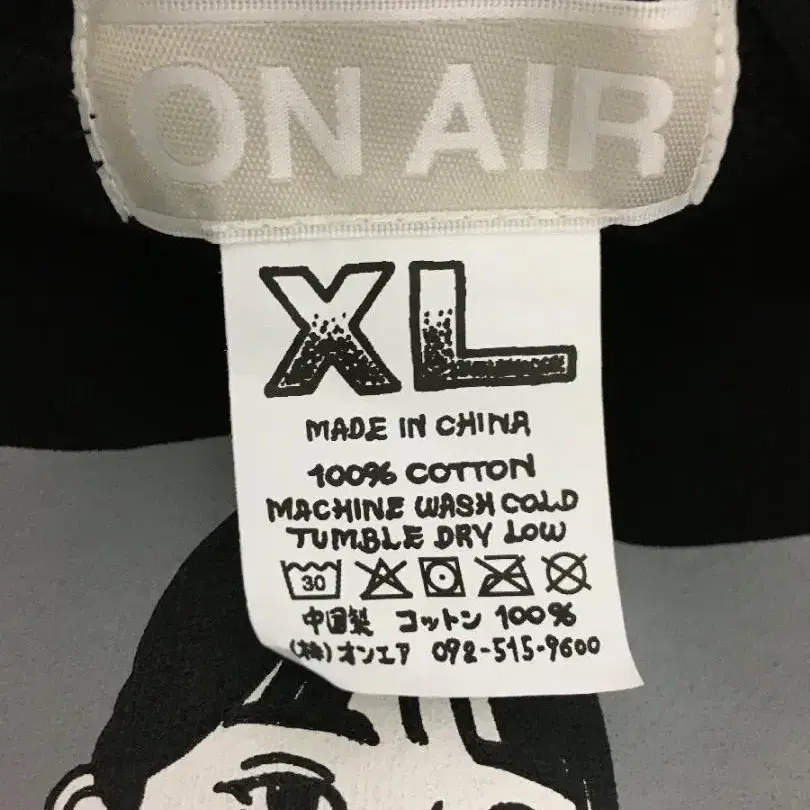 ON AIR
XL
MADE IN CHINA
100% COTTON
MACHINE WASH COLD
TUMBLE DRY LOW
30
中国製 コットン 100%
(株)オンエア 092-515-9600